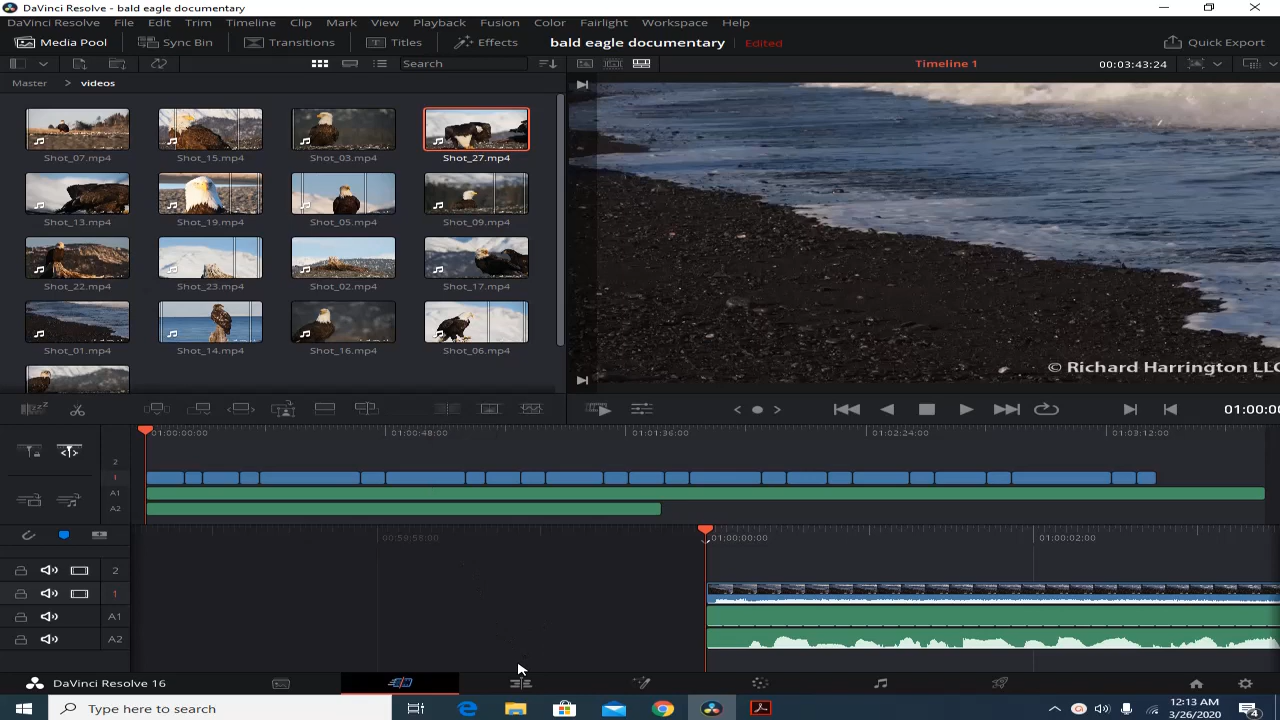 DaVinci Resolve - bald eagle documentary
DaVinci Resolve File Edit Trim Timeline Clip Mark View Playback Fusion Color Fairlight Workspace Help
Media Pool Sync Bin Transitions Titles Effects bald eagle documentary Edited Quick Export
Search Timeline 1 00:03:43:24
Master > videos
Shot_07.mp4 Shot_15.mp4 Shot_03.mp4 Shot_27.mp4
Shot_13.mp4 Shot_19.mp4 Shot_05.mp4 Shot_09.mp4
Shot_22.mp4 Shot_23.mp4 Shot_02.mp4 Shot_17.mp4
Shot_01.mp4 Shot_14.mp4 Shot_16.mp4 Shot_06.mp4
© Richard Harrington LLC
01:00:00
01:00:00:00 01:00:48:00 01:01:36:00 01:02:24:00 01:03:12:00
2
1
A1
A2
00:59:58:00 01:00:00:00 01:00:02:00
2
1
A1
A2
DaVinci Resolve 16
Type here to search
12:13 AM
3/26/2020
4